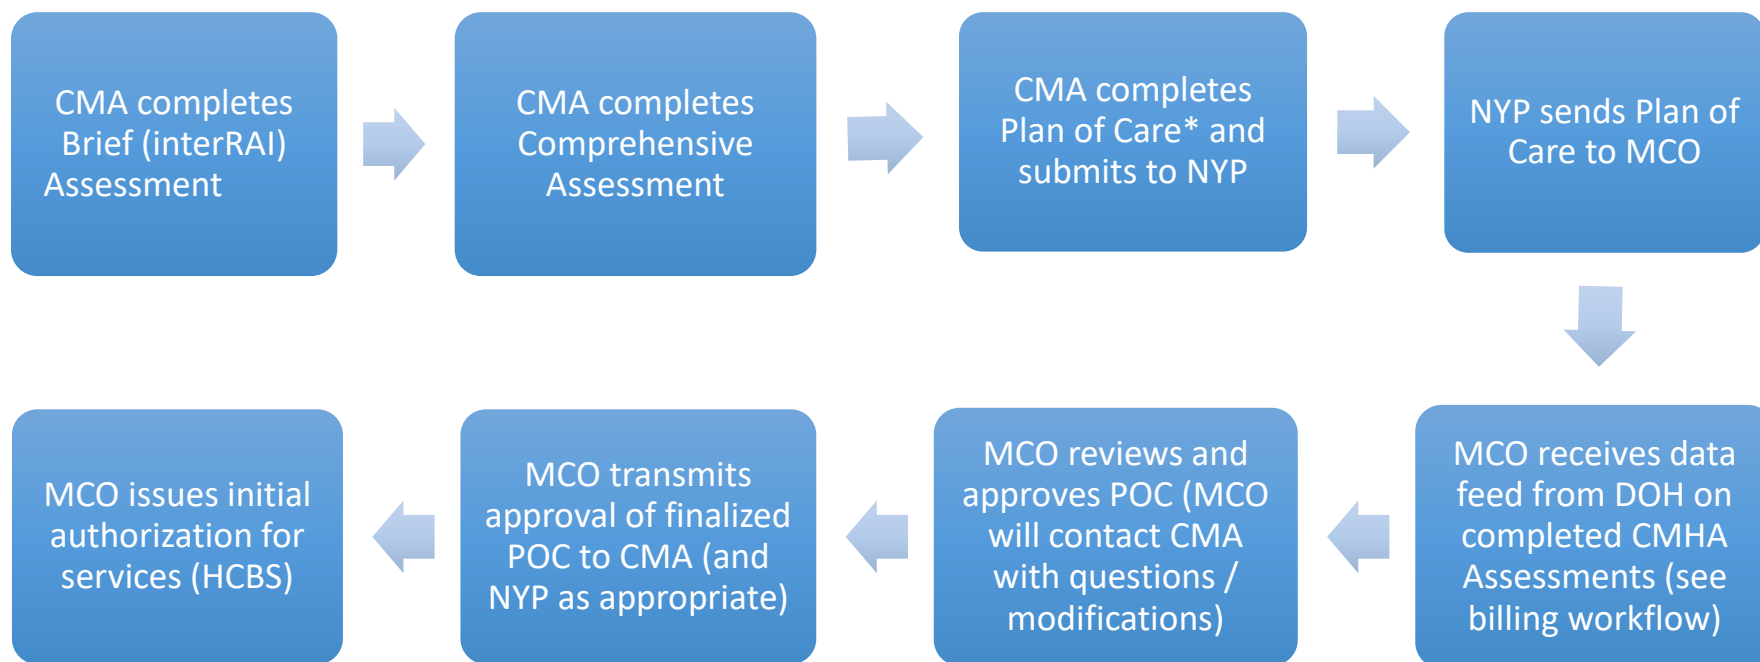 CMA completes
Brief (interRAI)
Assessment
CMA completes
Comprehensive
Assessment
CMA completes
Plan of Care* and
submits to NYP
NYP sends Plan of
Care to MCO
MCO receives data
feed from DOH on
completed CMHA
Assessments (see
billing workflow)
MCO reviews and
approves POC (MCO
will contact CMA
with questions /
modifications)
MCO transmits
approval of finalized
POC to CMA (and
NYP as appropriate)
MCO issues initial
authorization for
services (HCBS)